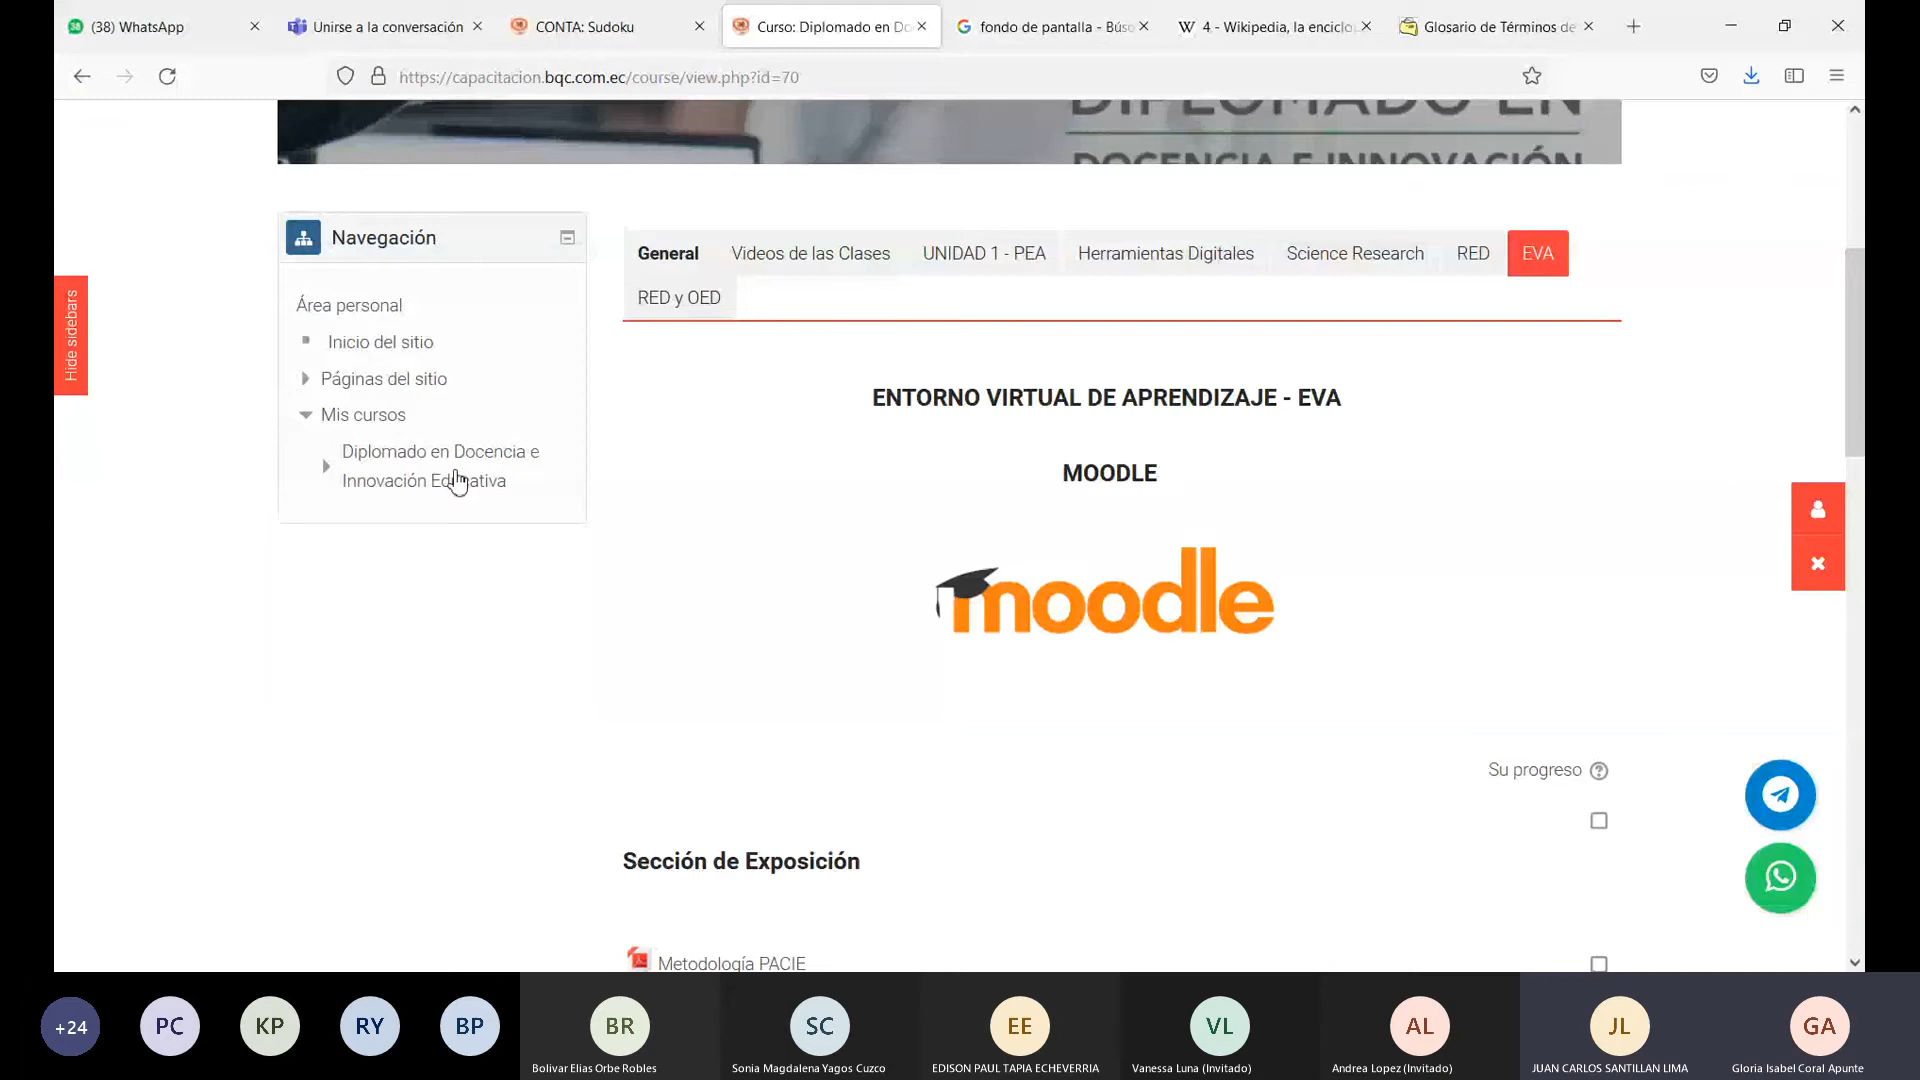 38 (38) WhatsApp
Unirse a la conversación
CONTA: Sudoku
Curso: Diplomado en Do
fondo de pantalla - Bús
4 - Wikipedia, la enciclo
Glosario de Términos de
https://capacitacion.bqc.com.ec/course/view.php?id=70
DIPLOMADO EN
DOCENCIA E INNOVACIÓN
Hide sidebars
Navegación
Área personal
Inicio del sitio
Páginas del sitio
Mis cursos
Diplomado en Docencia e
Innovación Educativa
General
Videos de las Clases
UNIDAD 1 - PEA
Herramientas Digitales
Science Research
RED
EVA
RED y OED
ENTORNO VIRTUAL DE APRENDIZAJE - EVA
MOODLE
moodle
Su progreso
Sección de Exposición
Metodología PACIE
+24
PC
KP
RY
BP
BR
Bolivar Elias Orbe Robles
SC
Sonia Magdalena Yagos Cuzco
EE
EDISON PAUL TAPIA ECHEVERRIA
VL
Vanessa Luna (Invitado)
AL
Andrea Lopez (Invitado)
JL
JUAN CARLOS SANTILLAN LIMA
GA
Gloria Isabel Coral Apunte